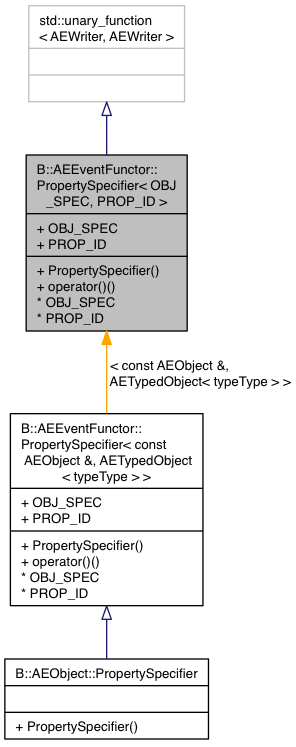 std::unary_function
< AEWriter, AEWriter >
B::AEEventFunctor::
PropertySpecifier< OBJ
_SPEC, PROP_ID >
+ OBJ_SPEC
+ PROP_ID
+ PropertySpecifier()
+ operator()()
* OBJ_SPEC
* PROP_ID
< const AEObject &,
AETypedObject< typeType > >
B::AEEventFunctor::
PropertySpecifier< const
AEObject &, AETypedObject
< typeType > >
+ OBJ_SPEC
+ PROP_ID
+ PropertySpecifier()
+ operator()()
* OBJ_SPEC
* PROP_ID
B::AEObject::PropertySpecifier
+ PropertySpecifier()